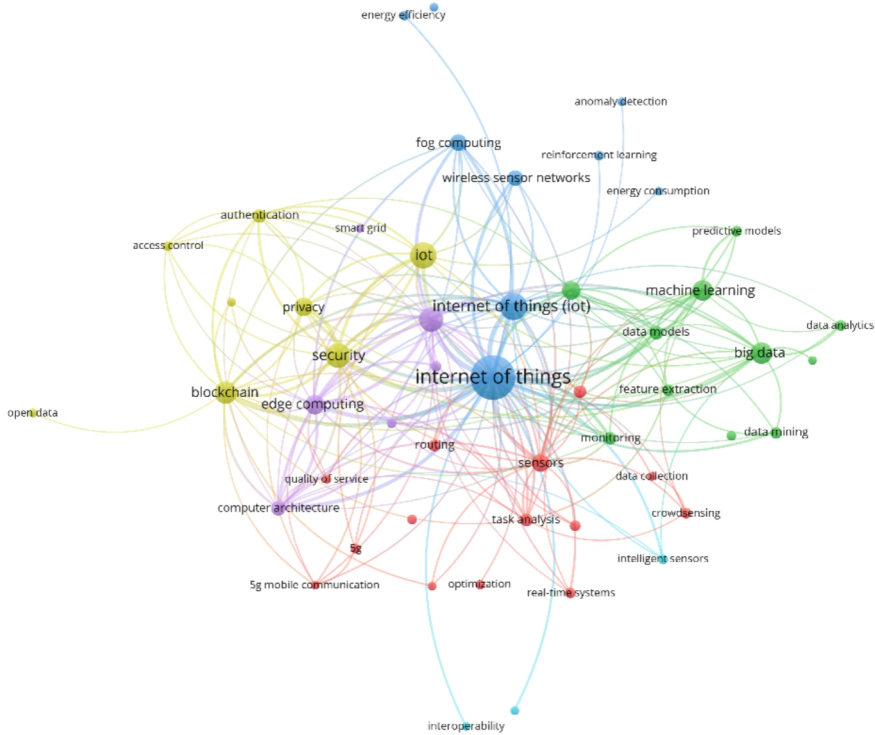 energy efficiency
anomaly detection
fog computing
reinforcement learning
wireless sensor networks
energy consumption
authentication
smart grid
predictive models
access control
iot
machine learning
privacy
internet of things (iot)
data models
data analytics
security
big data
internet of things
blockchain
feature extraction
edge computing
open data
data mining
monitoring
routing
sensors
quality of service
data collection
computer architecture
crowdsensing
task analysis
5g
intelligent sensors
5g mobile communication
optimization
real-time systems
interoperability